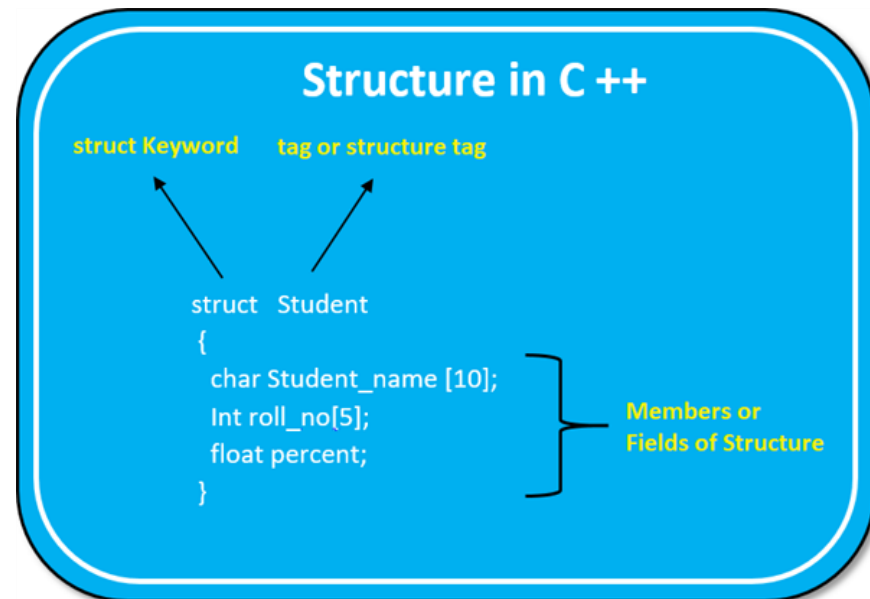 Structure in C ++
struct Keyword tag or structure tag
struct Student
{
char Student_name [10];
Int roll_no[5];
float percent;
}
Members or
Fields of Structure